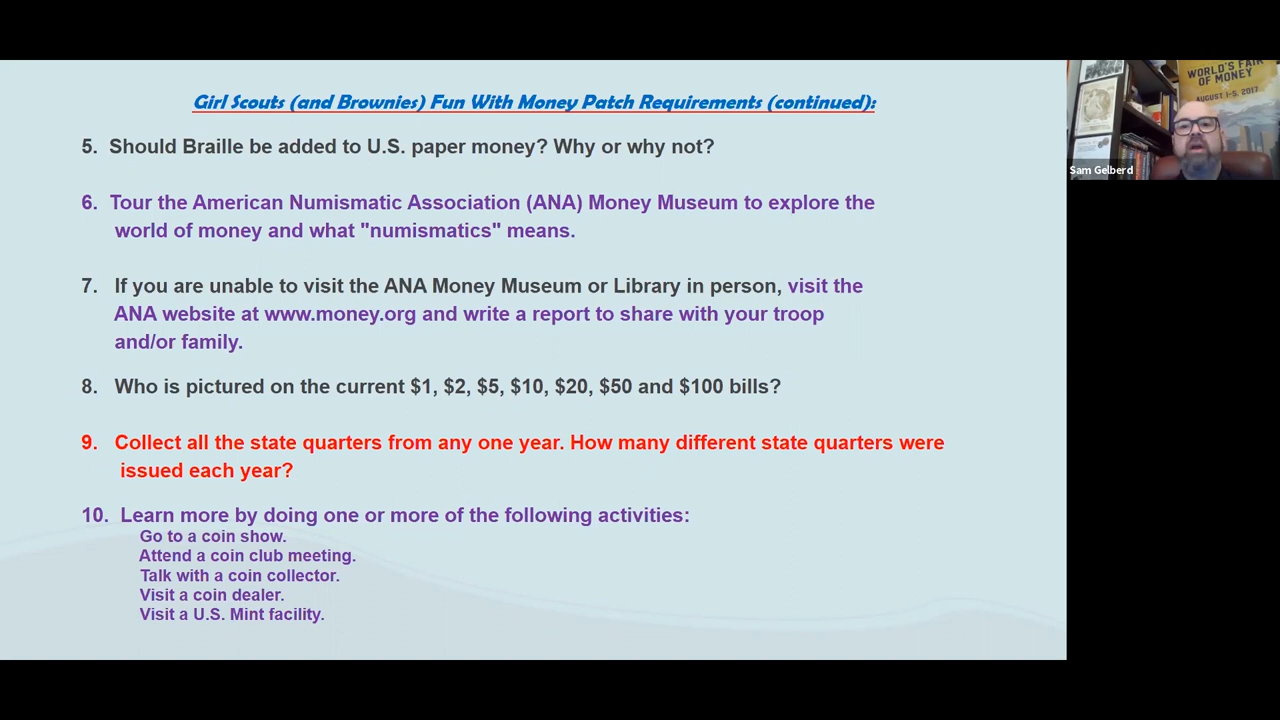 Girl Scouts (and Brownies) Fun With Money Patch Requirements (continued):
5. Should Braille be added to U.S. paper money? Why or why not?
6. Tour the American Numismatic Association (ANA) Money Museum to explore the
world of money and what "numismatics" means.
7. If you are unable to visit the ANA Money Museum or Library in person, visit the
ANA website at www.money.org and write a report to share with your troop
and/or family.
8. Who is pictured on the current $1, $2, $5, $10, $20, $50 and $100 bills?
9. Collect all the state quarters from any one year. How many different state quarters were
issued each year?
10. Learn more by doing one or more of the following activities:
Go to a coin show.
Attend a coin club meeting.
Talk with a coin collector.
Visit a coin dealer.
Visit a U.S. Mint facility.
WORLD'S FAIR
OF MONEY
AUGUST 1-5, 2017
Sam Gelberd